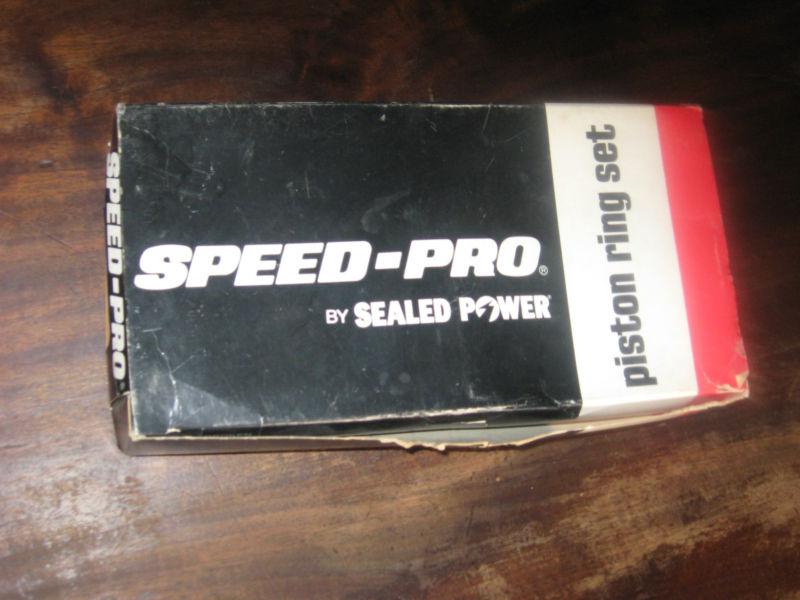 SPEED-PRO®
BY SEALED POWER
piston ring set
SPEED-PRO